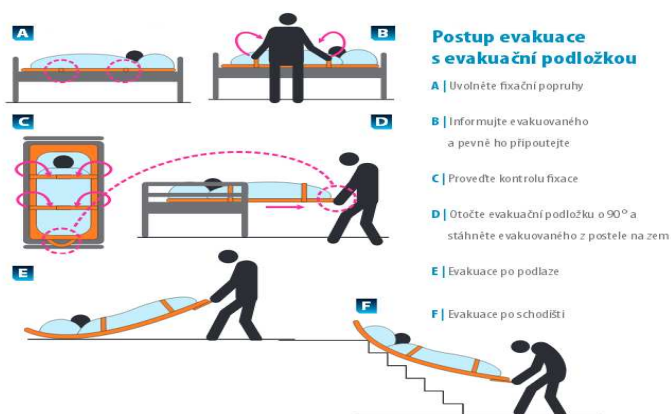 A
B
Postup evakuace
s evakuační podložkou
A | Uvolněte fixační popruhy
B | Informujte evakuovaného
a pevně ho připoutejte
C
D
C | Proveďte kontrolu fixace
D | Otočte evakuační podložku o 90° a
stáhněte evakuovaného z postele na zem
E
E | Evakuace po podlaze
F
F | Evakuace po schodišti